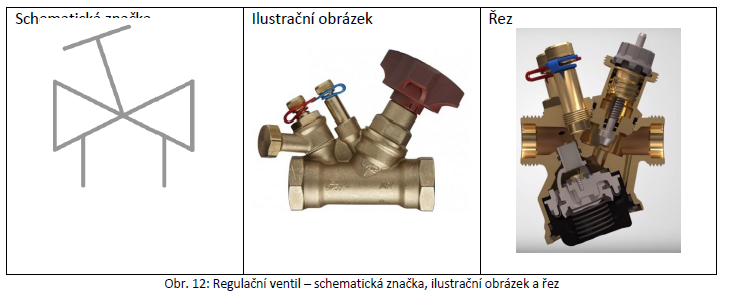 Schematická značka
Ilustrační obrázek
Řez
Obr. 12: Regulační ventil – schematická značka, ilustrační obrázek a řez